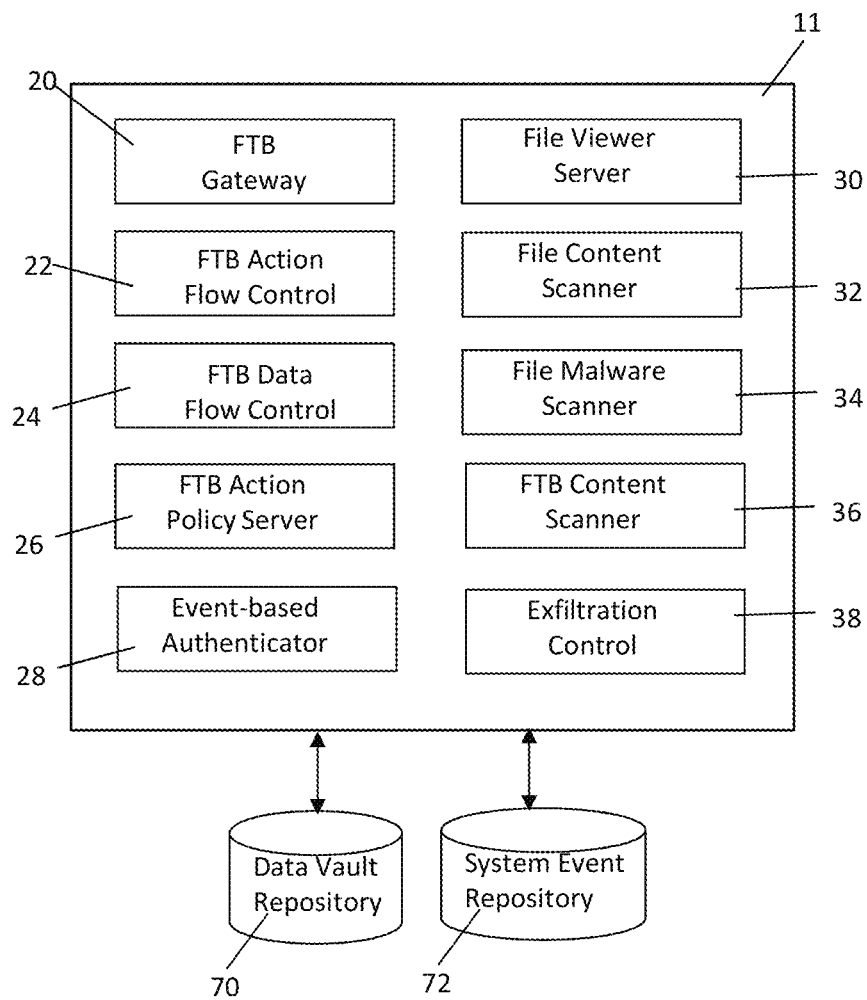 11
20
FTB
Gateway
File Viewer
Server
30
22
FTB Action
Flow Control
File Content
Scanner
32
24
FTB Data
Flow Control
File Malware
Scanner
34
26
FTB Action
Policy Server
FTB Content
Scanner
36
28
Event-based
Authenticator
Exfiltration
Control
38
Data Vault
Repository
70
System Event
Repository
72